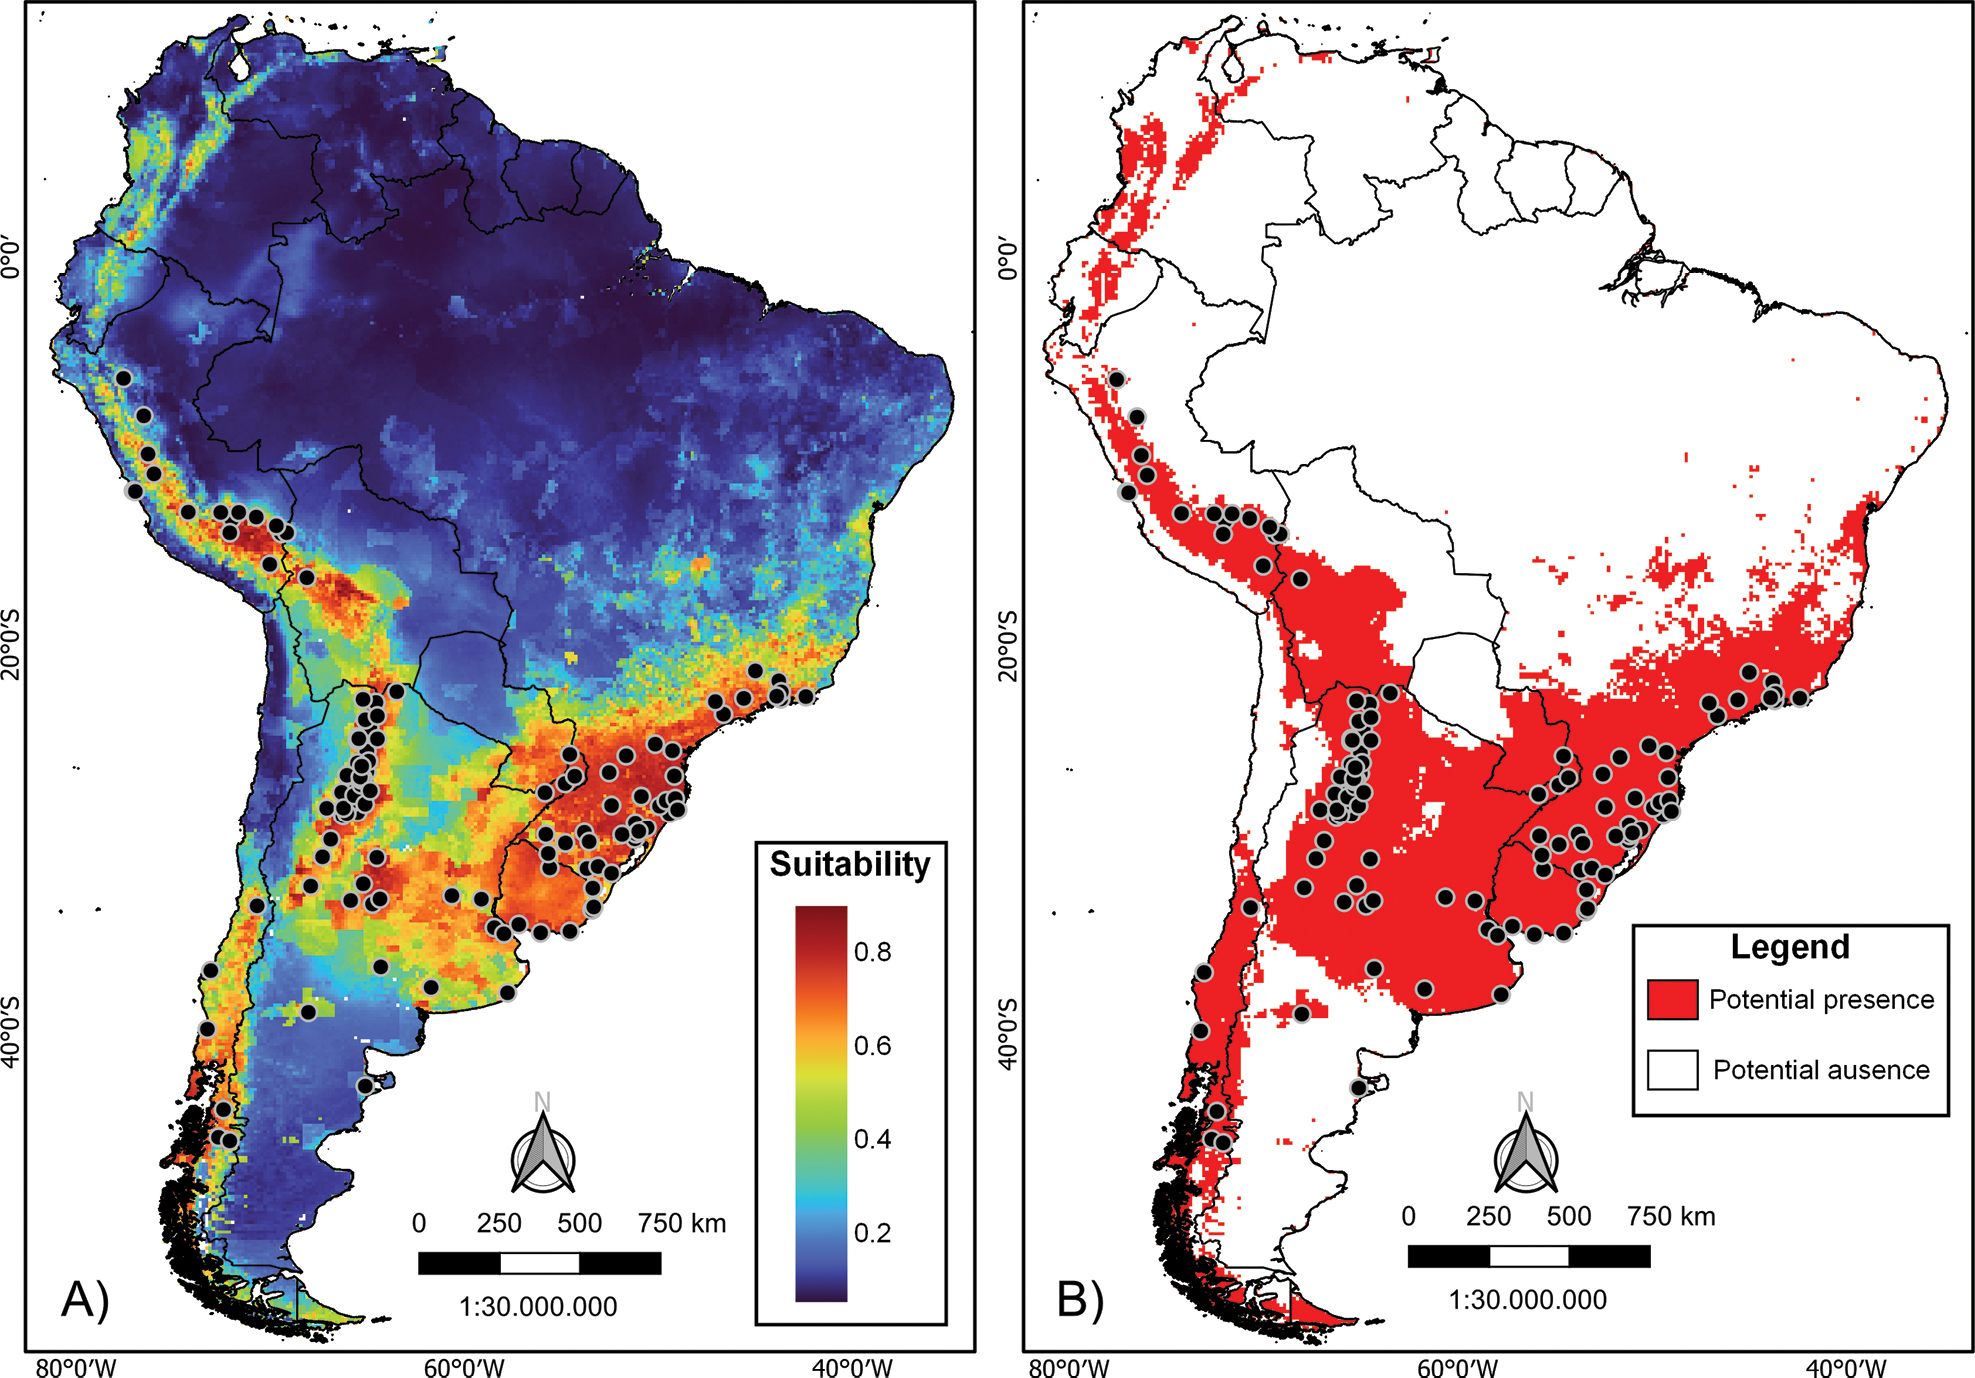 0°0′
20°0′S
40°0′S
80°0′W
60°0′W
40°0′W
Suitability
0.8
0.6
0.4
0.2
N
0 250 500 750 km
1:30.000.000
A)
0°0′
20°0′S
40°0′S
80°0′W
60°0′W
40°0′W
Legend
Potential presence
Potential ausence
N
0 250 500 750 km
1:30.000.000
B)